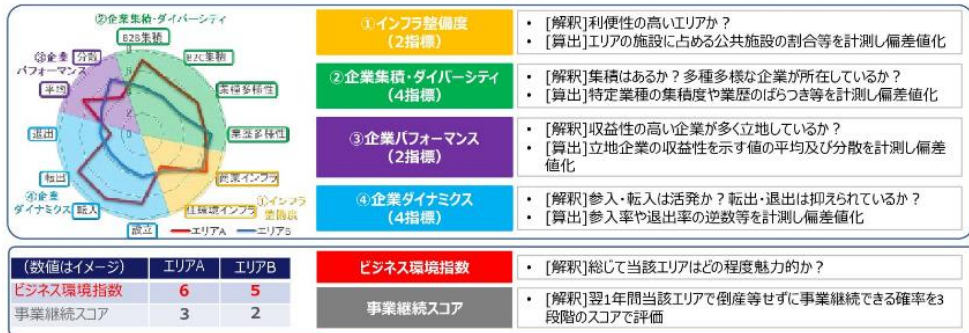 ②企業集積・ダイバーシティ
B2B集積
B2C集積
業種多様性
業歴多様性
商業インフラ
住環境インフラ
①インフラ
整備度
設立
転入
転出
退出
④企業
ダイナミクス
③企業
パフォーマンス
分散
平均
エリアA
エリアB
①インフラ整備度
(2指標)
• [解釈]利便性の高いエリアか？
• [算出]エリアの施設に占める公共施設の割合等を計測し偏差値化
②企業集積・ダイバーシティ
(4指標)
• [解釈]集積はあるか？多種多様な企業が所在しているか？
• [算出]特定業種の集積度や業歴のばらつき等を計測し偏差値化
③企業パフォーマンス
(2指標)
• [解釈]収益性の高い企業が多く立地しているか？
• [算出]立地企業の収益性を示す値の平均及び分散を計測し偏差
値化
④企業ダイナミクス
(4指標)
• [解釈]参入・転入は活発か？転出・退出は抑えられているか？
• [算出]参入率や退出率の逆数等を計測し偏差値化
(数値はイメージ) エリアA エリアB
ビジネス環境指数 6 5
事業継続スコア 3 2
ビジネス環境指数
• [解釈]総じて当該エリアはどの程度魅力的か？
事業継続スコア
• [解釈]翌1年間当該エリアで倒産等せずに事業継続できる確率を3
段階のスコアで評価